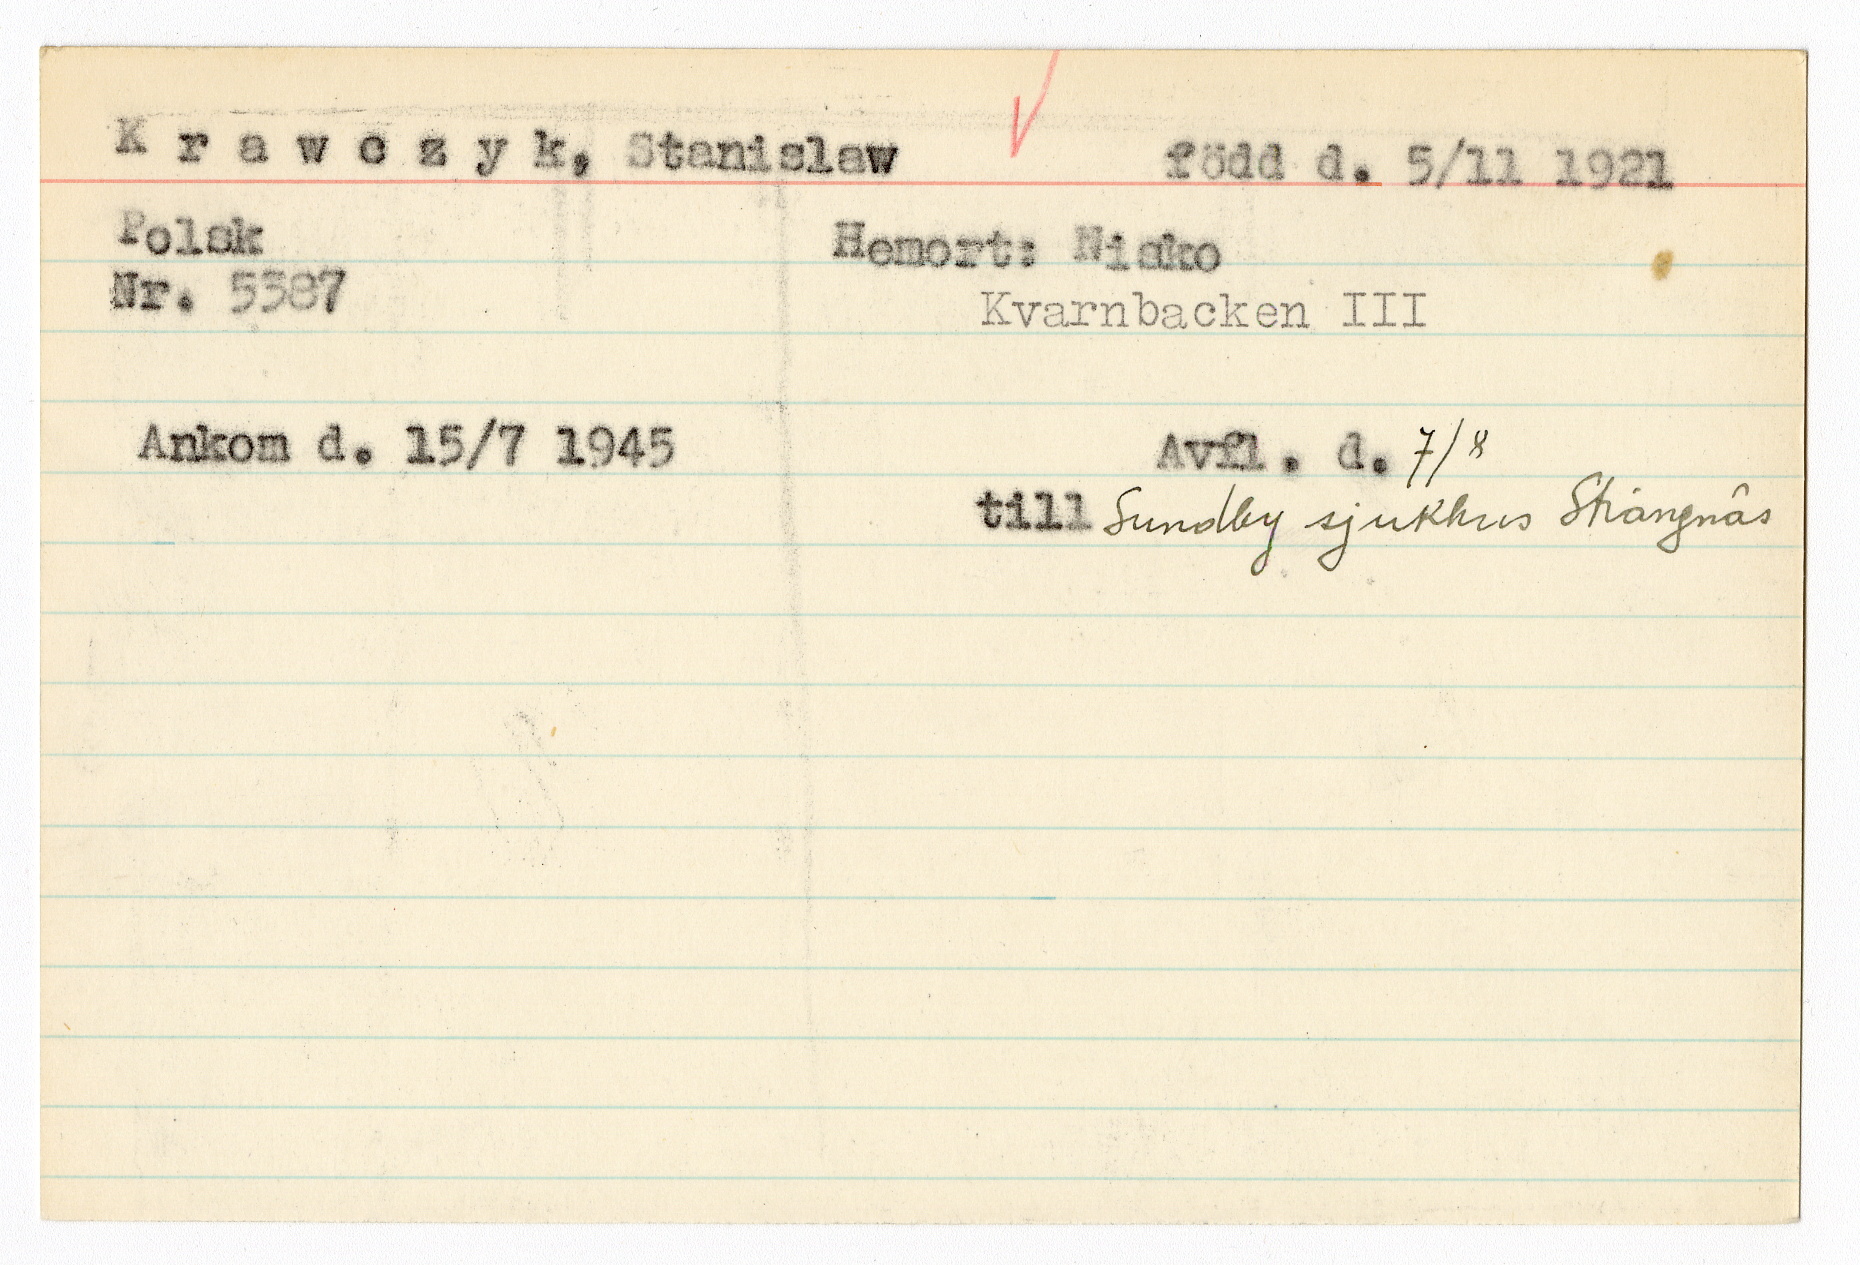 K r a w c z y k, Stanislaw född d. 5/11 1921
Polsk Hemort: Nisko
Nr. 5387 Kvarnbacken III
Ankom d. 15/7 1945 Avfl. d. 7/8
till Sundby sjukhus Strängnäs